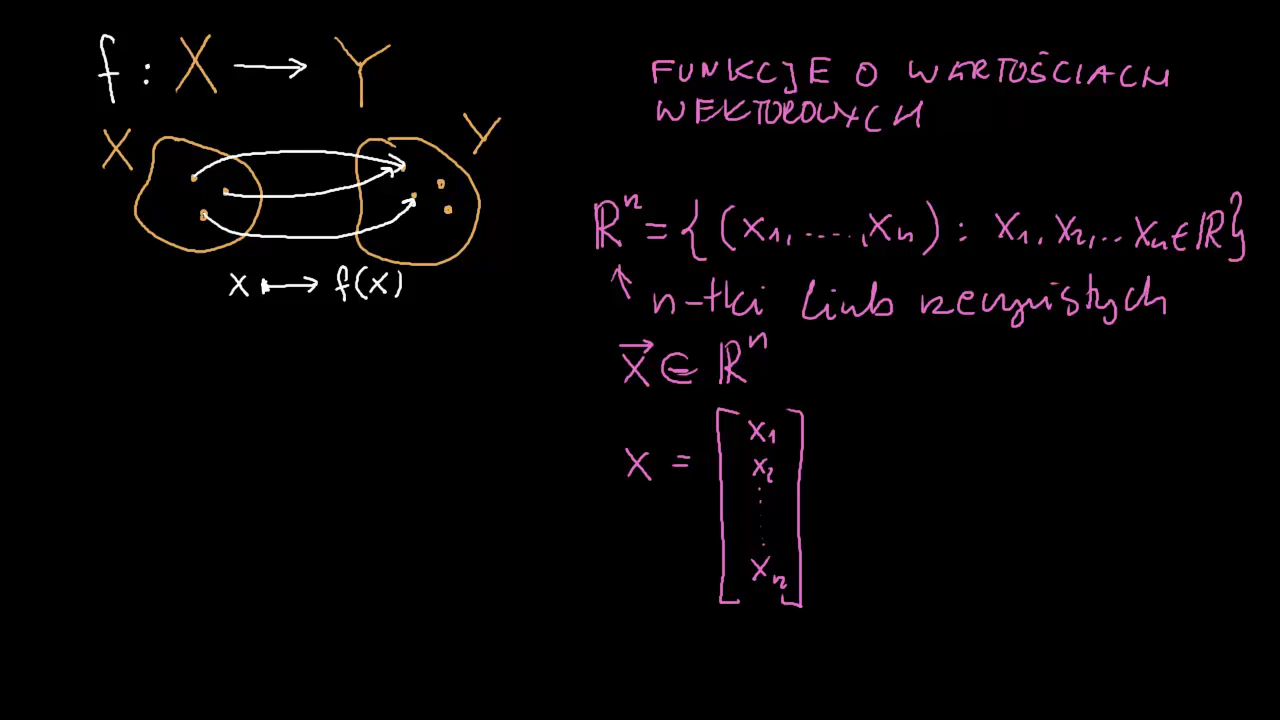 f : X → Y
X
Y
x ↦ f(x)
FUNKCJE O WARTOŚCIACH
WEKTOROWYCH
ℝⁿ = { (x₁, ...., xₙ) : x₁, x₂, .. xₙ ∈ ℝ}
↑ n-tki liczb rzeczywistych
x⃗ ∈ ℝⁿ
x = [ x₁
x₂
⋮
xₙ ]